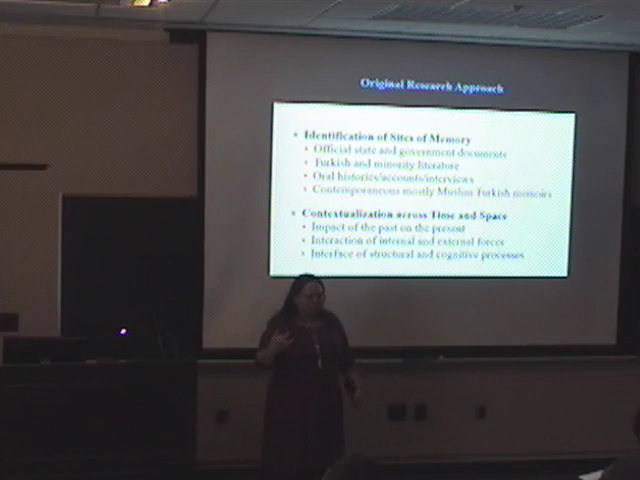 Original Research Approach
• Identification of Sites of Memory
• Official state and government documents
• Turkish and minority literature
• Oral histories/accounts/interviews
• Contemporaneous mostly Muslim Turkish memoirs
• Contextualization across Time and Space
• Impact of the past on the present
• Interaction of internal and external forces
• Interface of structural and cognitive processes